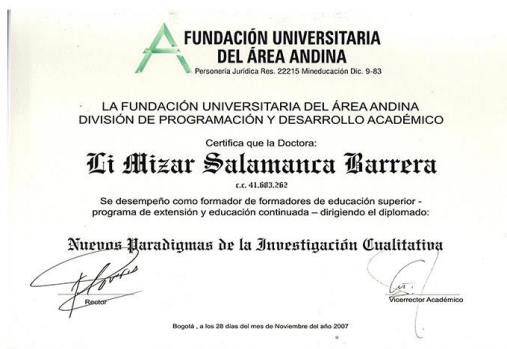 FUNDACIÓN UNIVERSITARIA
DEL ÁREA ANDINA
Personería Jurídica Res. 22215 Mineducación Dic. 9-83
LA FUNDACIÓN UNIVERSITARIA DEL ÁREA ANDINA
DIVISIÓN DE PROGRAMACIÓN Y DESARROLLO ACADÉMICO
Certifica que la Doctora:
Li Mizar Salamanca Barrera
c.c. 41.683.262
Se desempeño como formador de formadores de educación superior -
programa de extensión y educación continuada – dirigiendo el diplomado:
Nuevos Paradigmas de la Investigación Cualitativa
Rector
Vicerrector Académico
Bogotá , a los 28 días del mes de Noviembre del año 2007